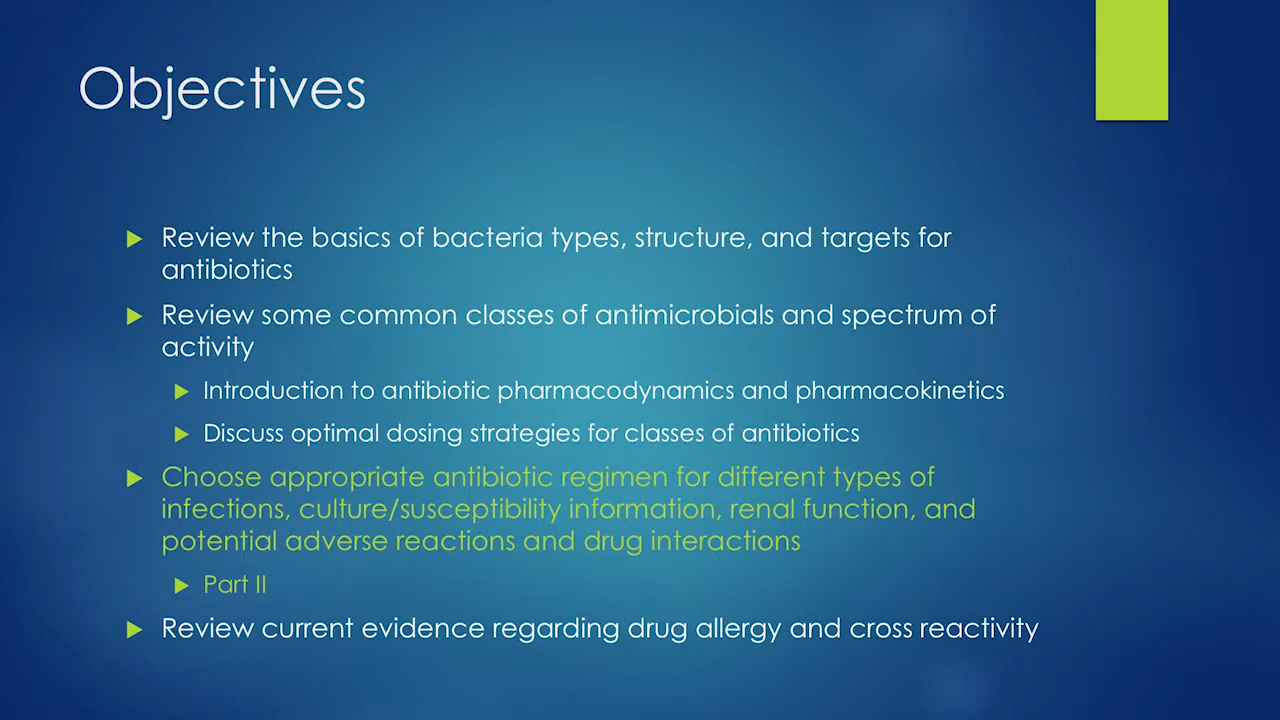 Objectives
Review the basics of bacteria types, structure, and targets for
antibiotics
Review some common classes of antimicrobials and spectrum of
activity
Introduction to antibiotic pharmacodynamics and pharmacokinetics
Discuss optimal dosing strategies for classes of antibiotics
Choose appropriate antibiotic regimen for different types of
infections, culture/susceptibility information, renal function, and
potential adverse reactions and drug interactions
Part II
Review current evidence regarding drug allergy and cross reactivity